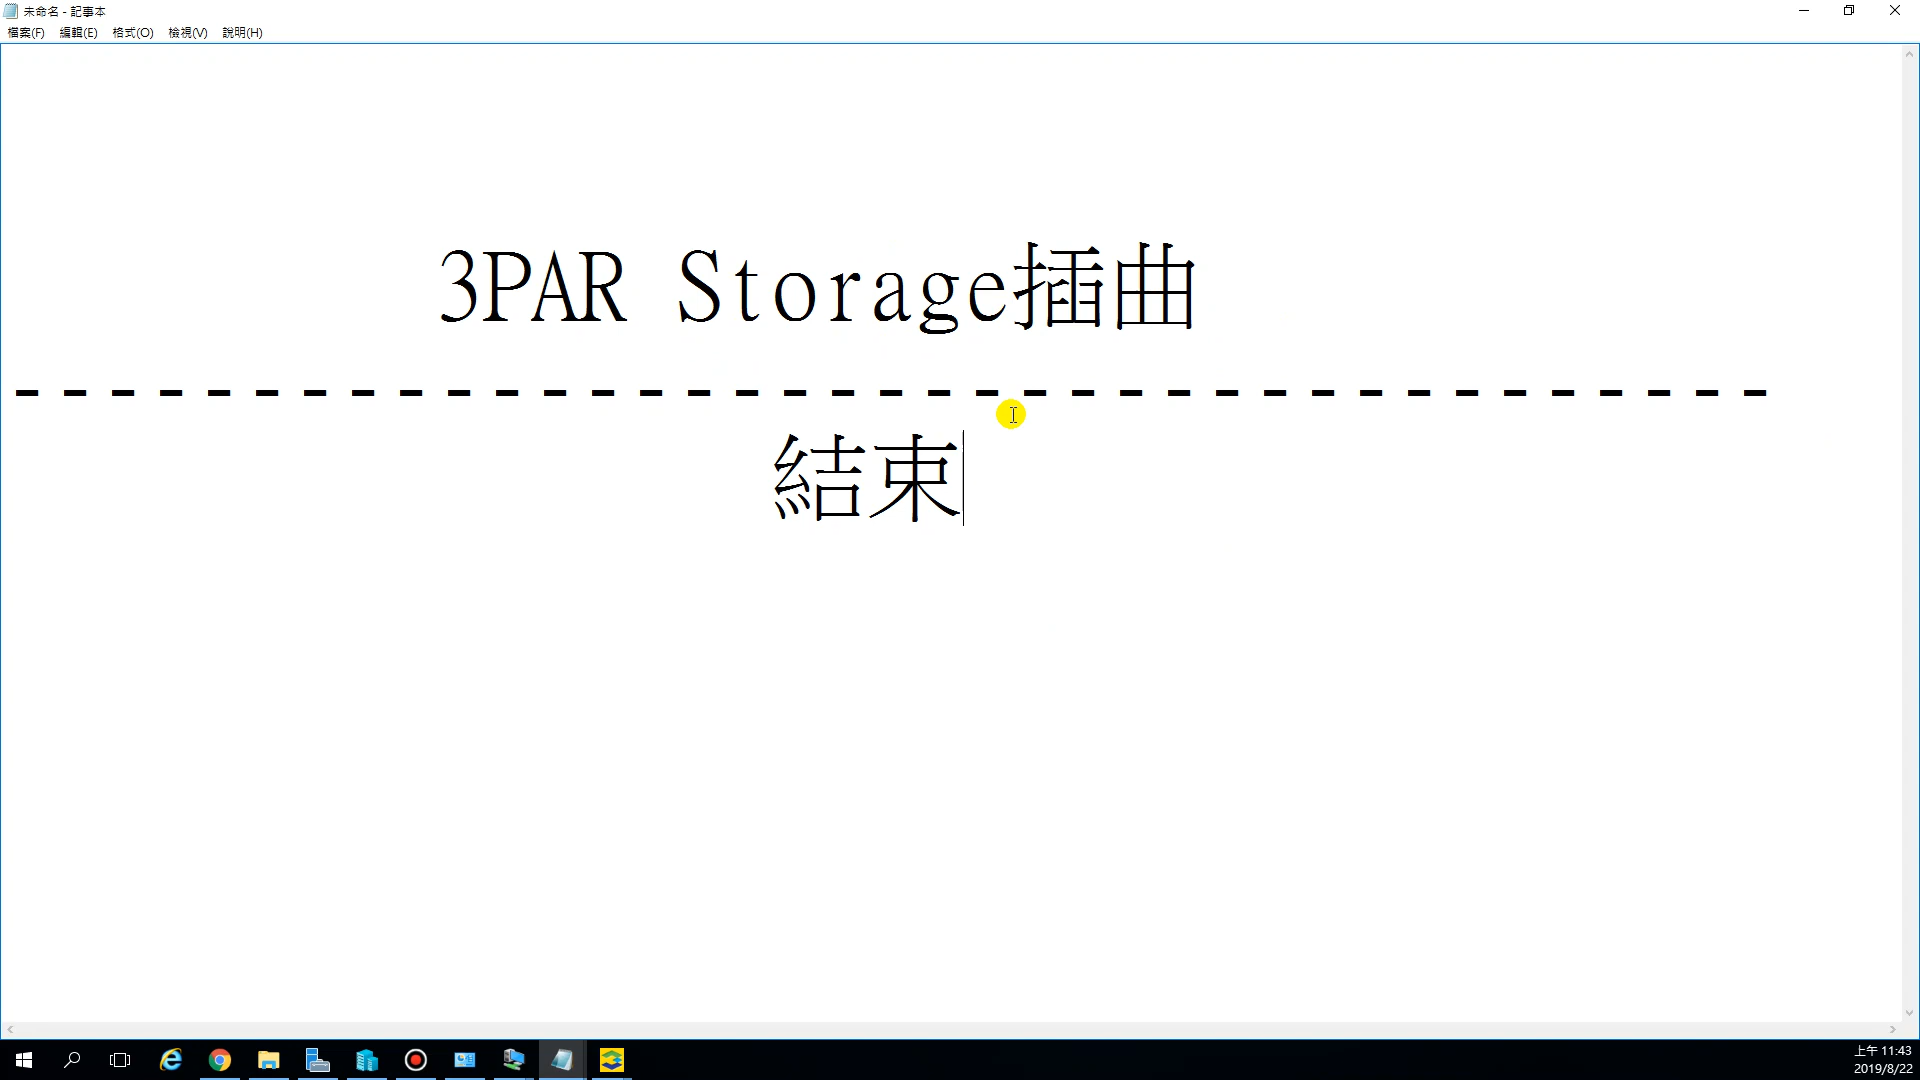 未命名 - 記事本
檔案(F) 編輯(E) 格式(O) 檢視(V) 說明(H)
3PAR Storage插曲
-------------------------------------
結束
上午 11:43
2019/8/22